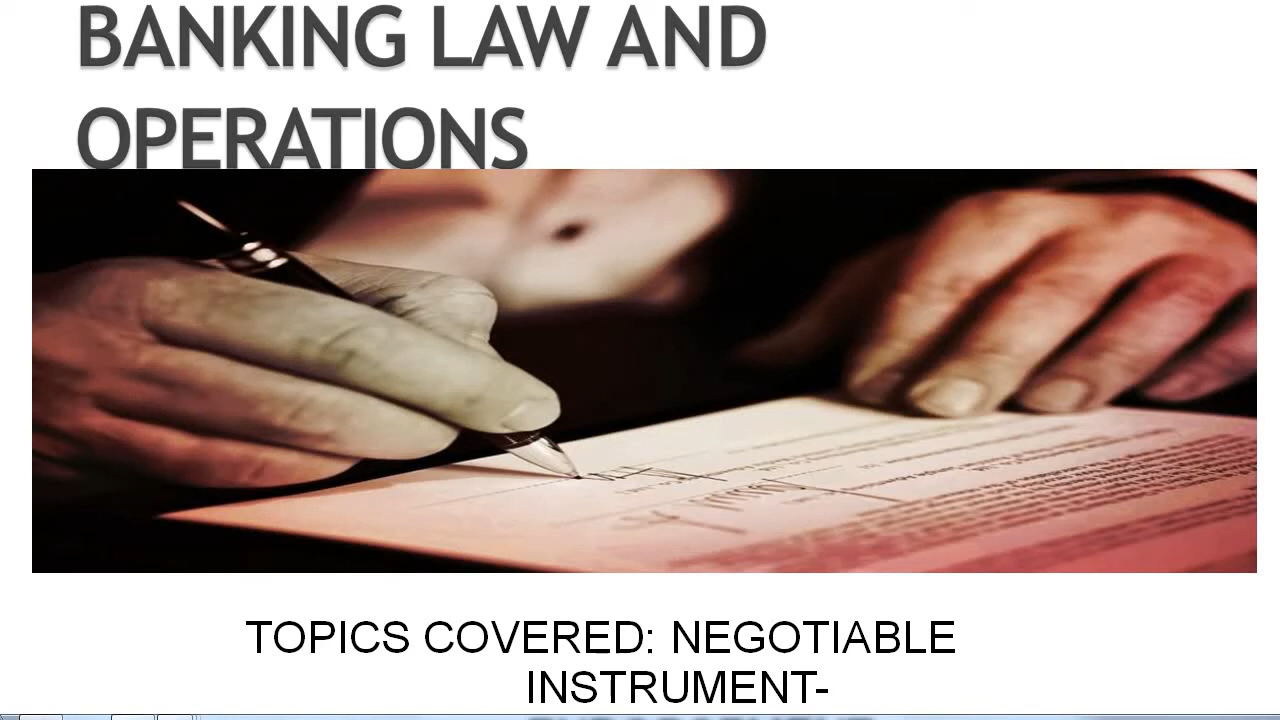 BANKING LAW AND
OPERATIONS
TOPICS COVERED: NEGOTIABLE
INSTRUMENT-